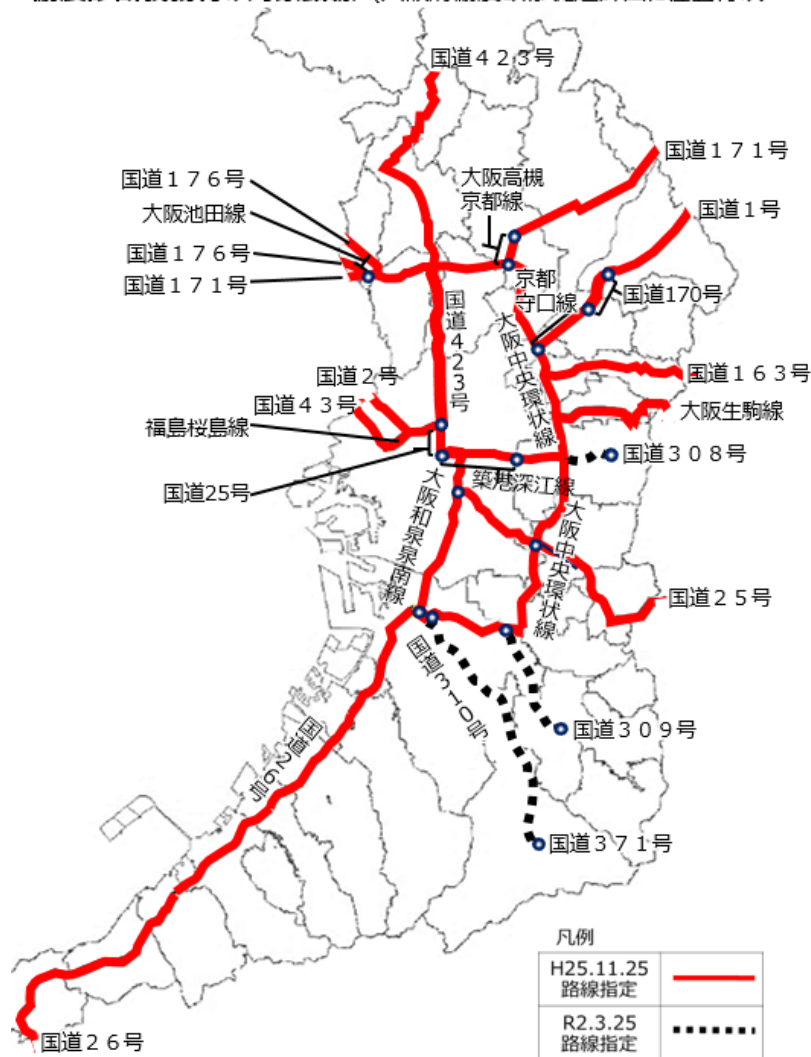 国道４２３号
国道１７１号
大阪高槻
京都線
国道１７６号
国道１号
大阪池田線
国道１７６号
京都
守口線
国道１７１号
国道170号
国道４２３号
大阪中央環状線
国道２号
国道１６３号
国道４３号
大阪生駒線
福島桜島線
国道３０８号
築港深江線
国道25号
大阪和泉泉南線
大阪中央環状線
国道２５号
国道３１０号
国道２６号
国道３０９号
国道３７１号
凡例
H25.11.25
路線指定
R2.3.25
路線指定
国道２６号